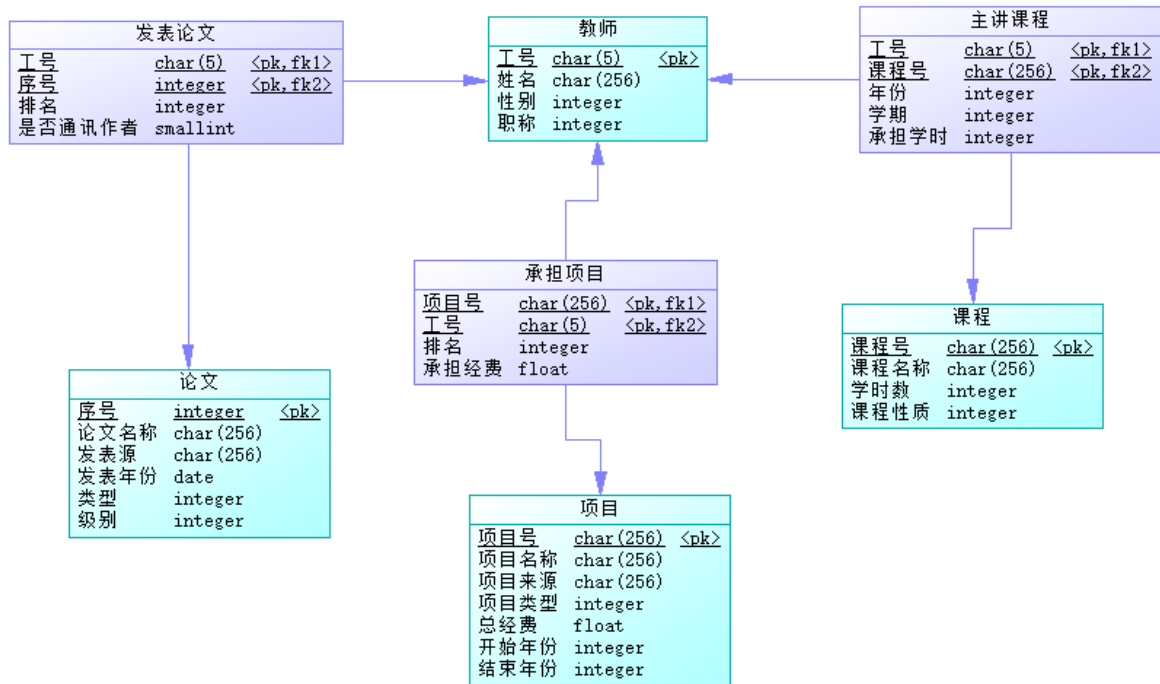 发表论文
工号 char(5) <pk,fk1>
序号 integer <pk,fk2>
排名 integer
是否通讯作者 smallint
教师
工号 char(5) <pk>
姓名 char(256)
性别 integer
职称 integer
主讲课程
工号 char(5) <pk,fk1>
课程号 char(256) <pk,fk2>
年份 integer
学期 integer
承担学时 integer
承担项目
项目号 char(256) <pk,fk1>
工号 char(5) <pk,fk2>
排名 integer
承担经费 float
课程
课程号 char(256) <pk>
课程名称 char(256)
学时数 integer
课程性质 integer
论文
序号 integer <pk>
论文名称 char(256)
发表源 char(256)
发表年份 date
类型 integer
级别 integer
项目
项目号 char(256) <pk>
项目名称 char(256)
项目来源 char(256)
项目类型 integer
总经费 float
开始年份 integer
结束年份 integer